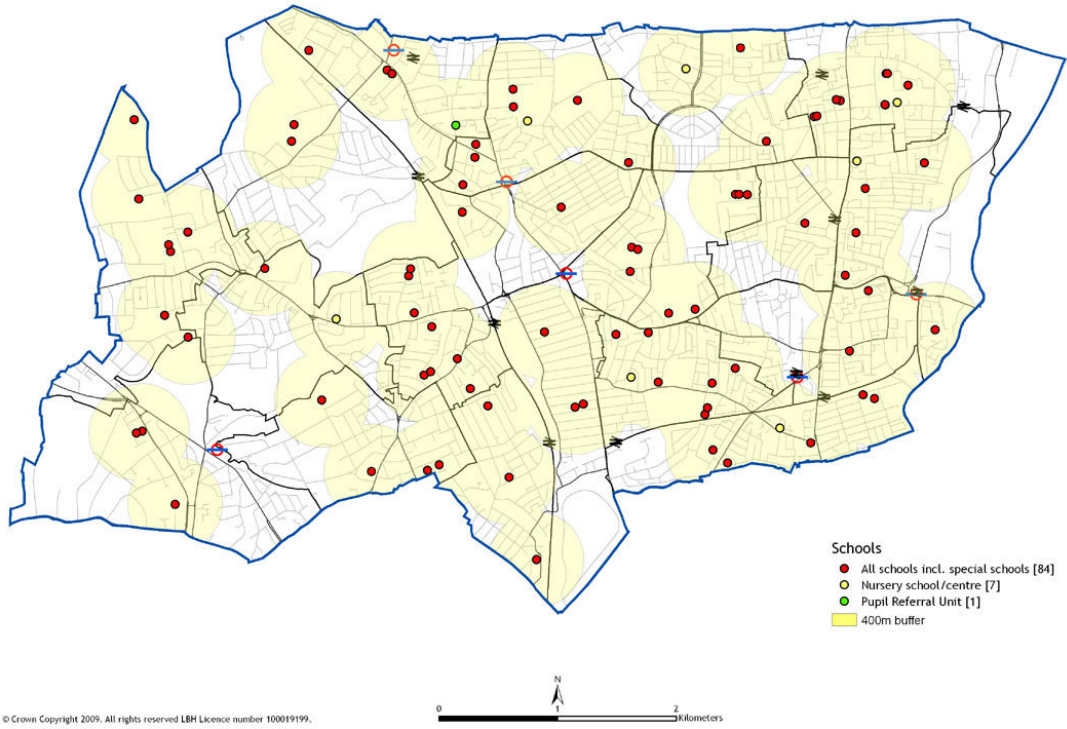 Schools
All schools incl. special schools [84]
Nursery school/centre [7]
Pupil Referral Unit [1]
400m buffer
N
0 1 2
Kilometers
© Crown Copyright 2009. All rights reserved LBH Licence number 100019199.